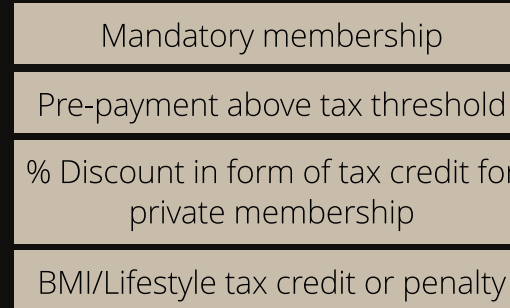 Mandatory membership
Pre-payment above tax threshold
% Discount in form of tax credit for
private membership
BMI/Lifestyle tax credit or penalty